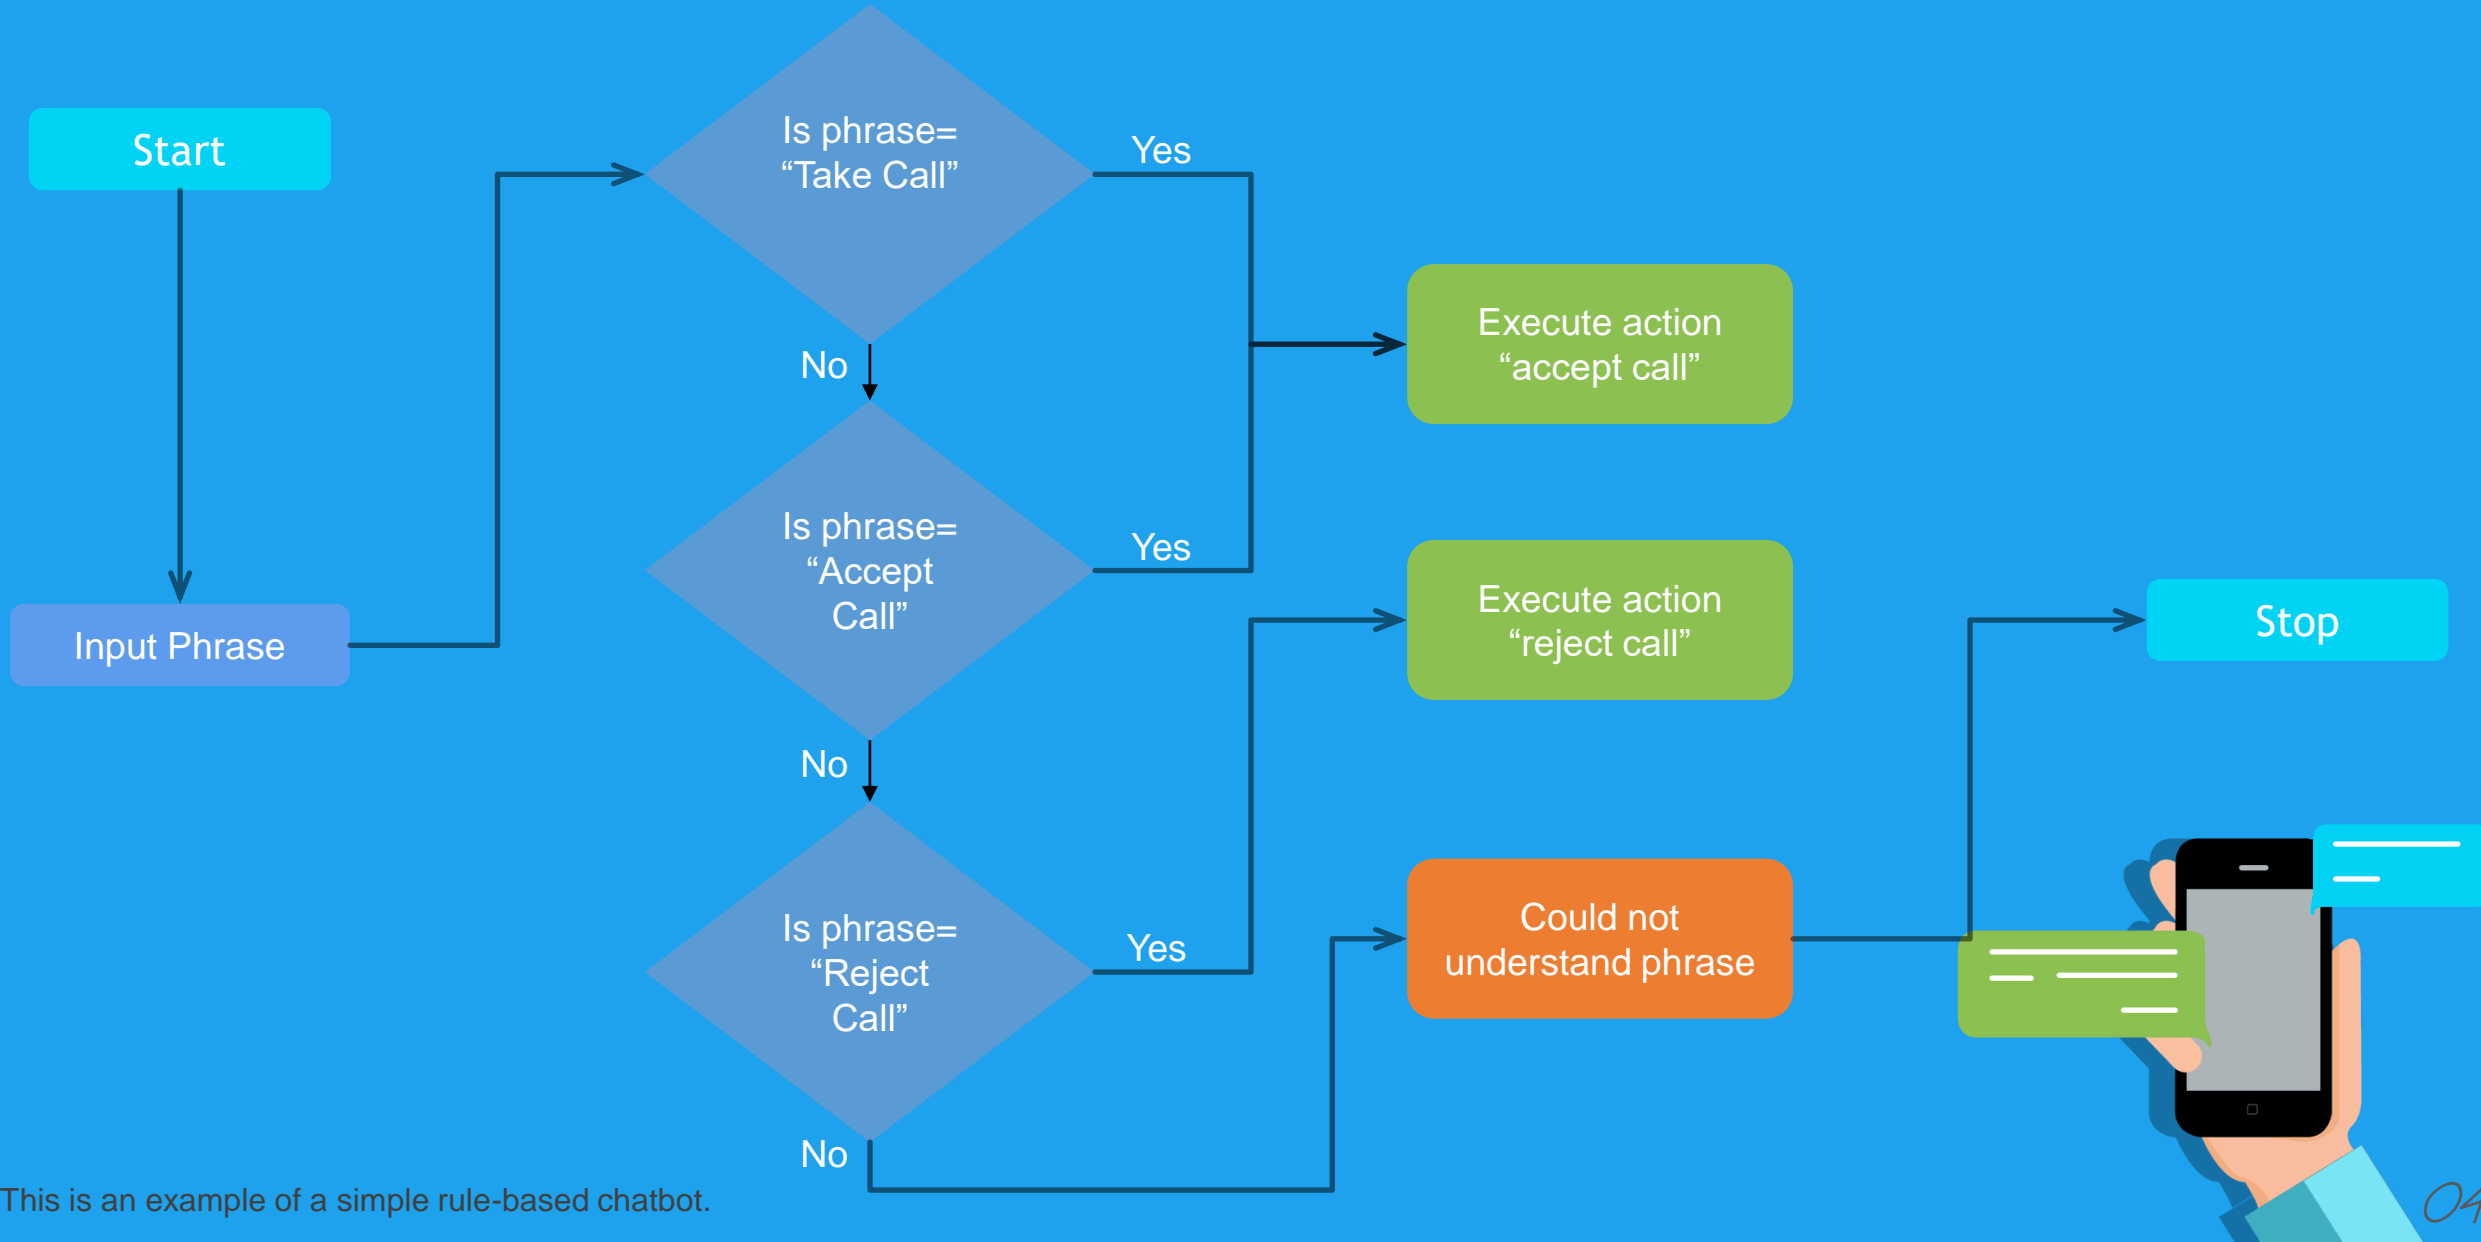 Start
Input Phrase
Is phrase=
“Take Call”
Yes
No
Is phrase=
“Accept
Call”
Yes
No
Is phrase=
“Reject
Call”
Yes
No
Execute action
“accept call”
Execute action
“reject call”
Could not
understand phrase
Stop
This is an example of a simple rule-based chatbot.
04